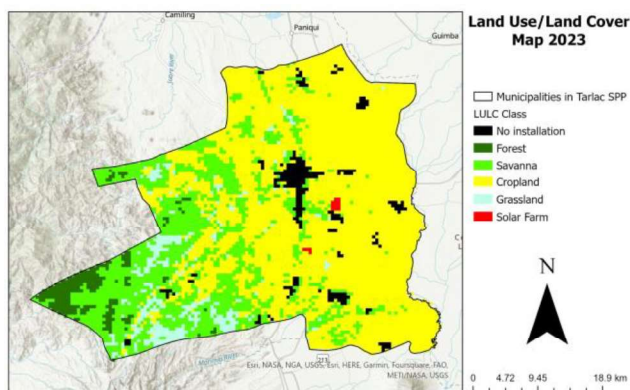 Camiling
Paniqui
Guimba
Land Use/Land Cover
Map 2023
Municipalities in Tarlac SPP
LULC Class
No installation
Forest
Savanna
Cropland
Grassland
Solar Farm
N
213
Esri, NASA, NGA, USGS, Esri, HERE, Garmin, Foursquare, FAO,
METI/NASA, USGS
0 4.72 9.45 18.9 km